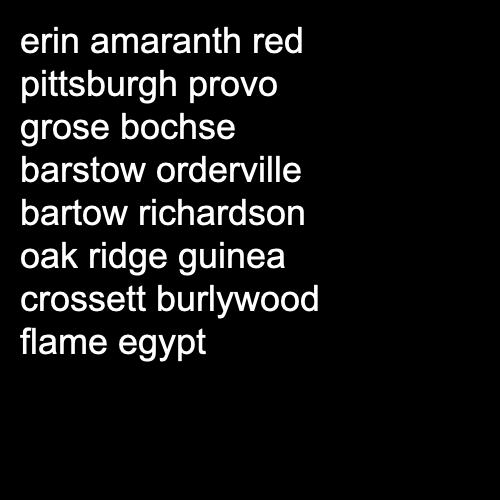 erin amaranth red
pittsburgh provo
grose bochse
barstow orderville
bartow richardson
oak ridge guinea
crossett burlywood
flame egypt